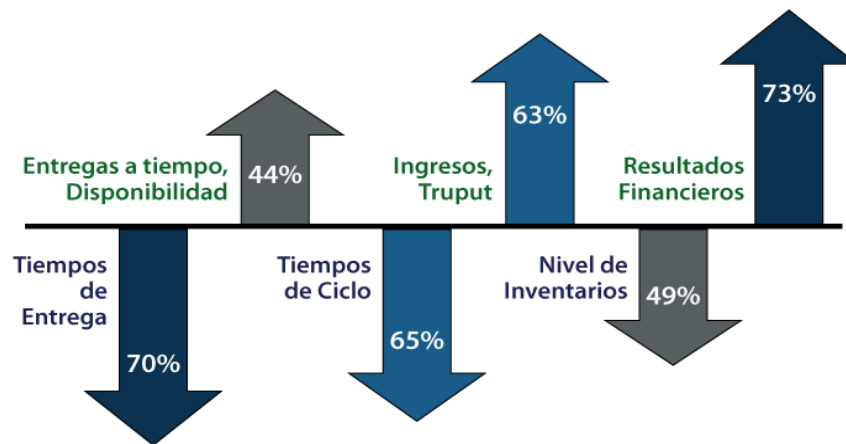 73%
63%
Entregas a tiempo,
Disponibilidad
44%
Ingresos,
Truput
Resultados
Financieros
Tiempos
de
Entrega
70%
Tiempos
de Ciclo
65%
Nivel de
Inventarios
49%